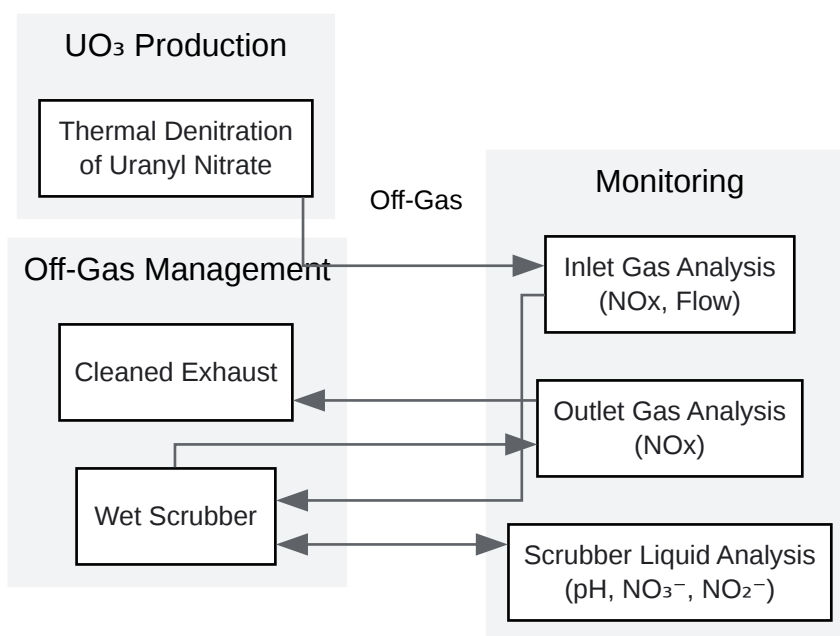 UO₃ Production
Thermal Denitration
of Uranyl Nitrate
Off-Gas
Monitoring
Off-Gas Management
Inlet Gas Analysis
(NOx, Flow)
Cleaned Exhaust
Outlet Gas Analysis
(NOx)
Wet Scrubber
Scrubber Liquid Analysis
(pH, NO₃⁻, NO₂⁻)